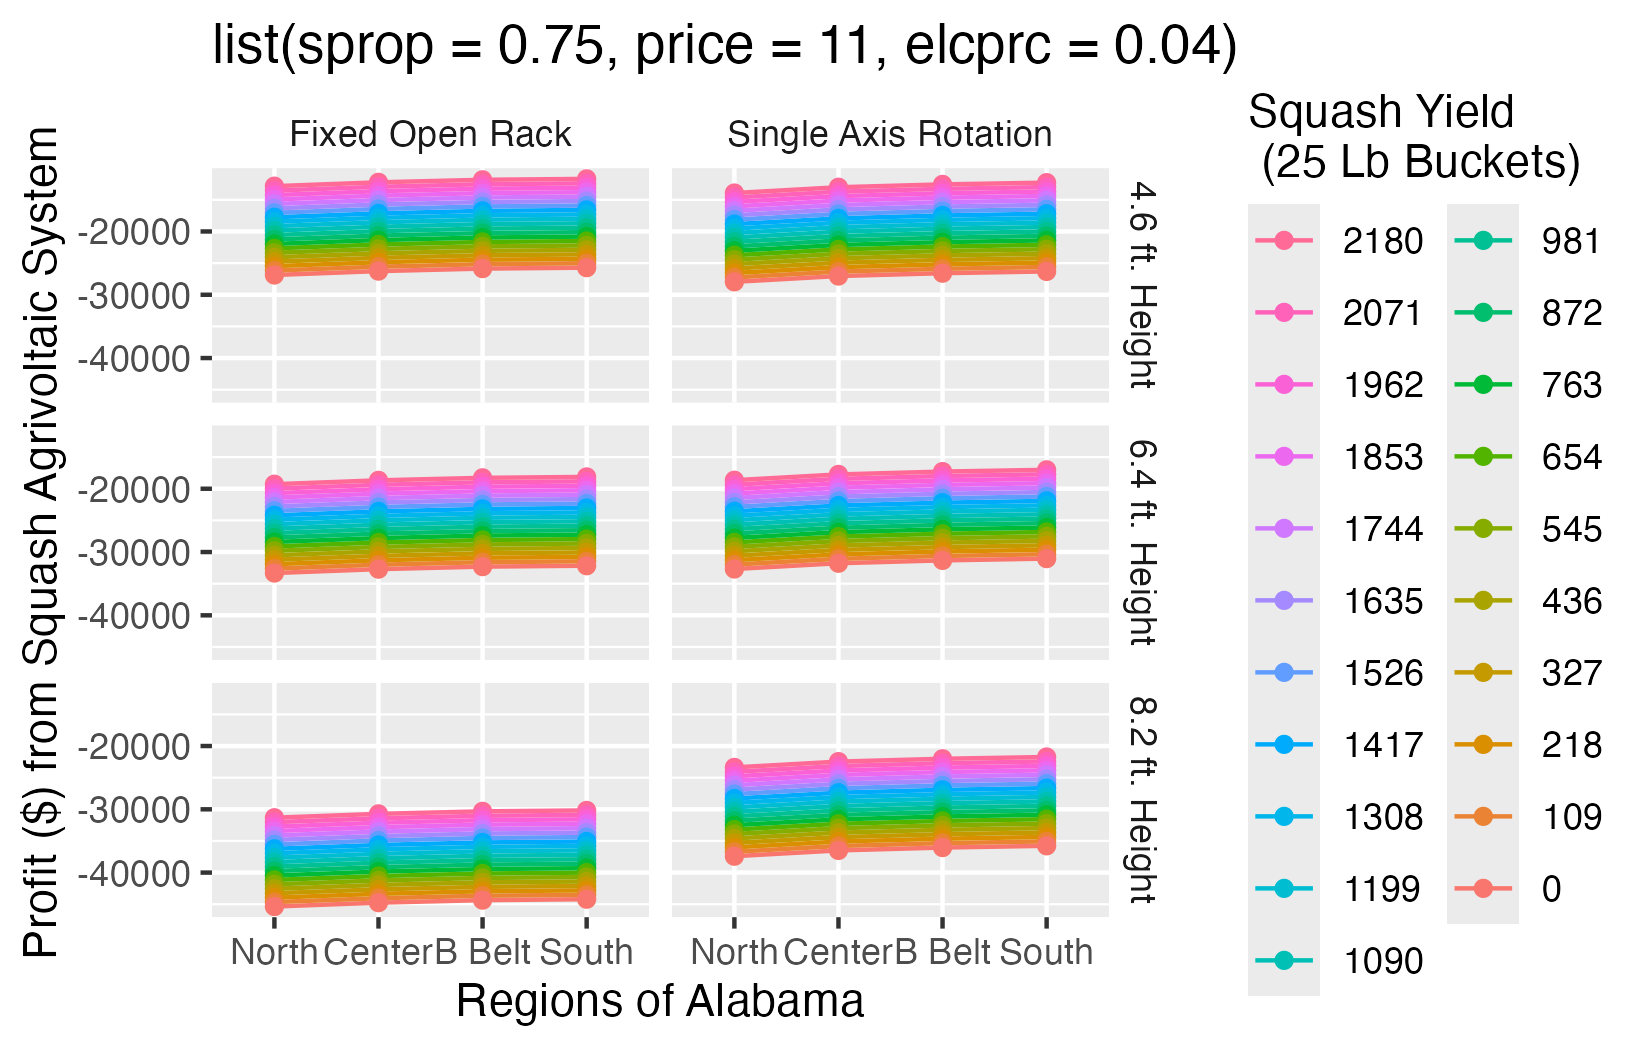 list(sprop = 0.75, price = 11, elcprc = 0.04)
Fixed Open Rack
Single Axis Rotation
Profit ($) from Squash Agrivoltaic System
-20000
-30000
-40000
4.6 ft. Height
-20000
-30000
-40000
6.4 ft. Height
-20000
-30000
-40000
8.2 ft. Height
North Center B Belt South
North Center B Belt South
Regions of Alabama
Squash Yield
(25 Lb Buckets)
2180
2071
1962
1853
1744
1635
1526
1417
1308
1199
1090
981
872
763
654
545
436
327
218
109
0